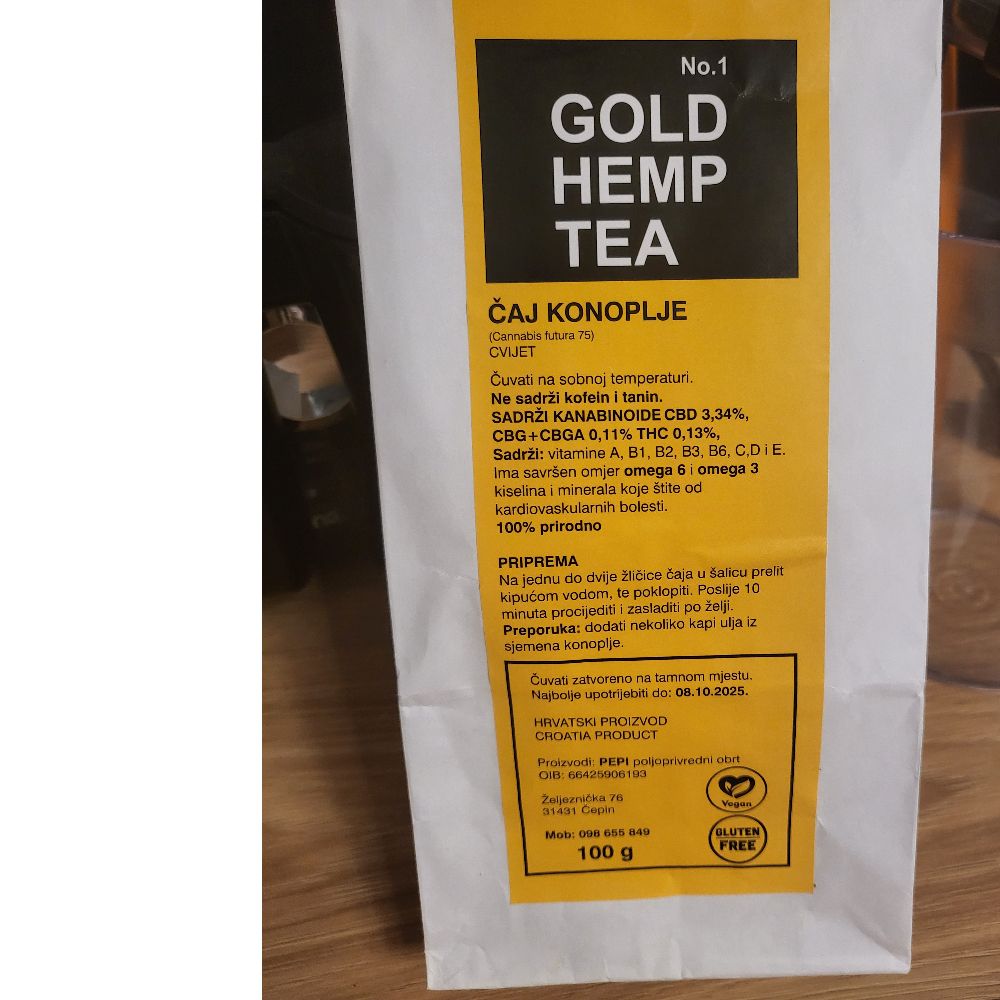 No.1
GOLD
HEMP
TEA
ČAJ KONOPLJE
(Cannabis futura 75)
CVIJET
Čuvati na sobnoj temperaturi.
Ne sadrži kofein i tanin.
SADRŽI KANABINOIDE CBD 3,34%,
CBG+CBGA 0,11% THC 0,13%,
Sadrži: vitamine A, B1, B2, B3, B6, C,D i E.
Ima savršen omjer omega 6 i omega 3
kiselina i minerala koje štite od
kardiovaskularnih bolesti.
100% prirodno
PRIPREMA
Na jednu do dvije žličice čaja u šalicu prelit
kipućom vodom, te poklopiti. Poslije 10
minuta procijediti i zasladiti po želji.
Preporuka: dodati nekoliko kapi ulja iz
sjemena konoplje.
Čuvati zatvoreno na tamnom mjestu.
Najbolje upotrijebiti do: 08.10.2025.
HRVATSKI PROIZVOD
CROATIA PRODUCT
Proizvodi: PEPI poljoprivredni obrt
OIB: 66425906193
Željeznička 76
31431 Čepin
Mob: 098 655 849
100 g
Vegan
GLUTEN
FREE